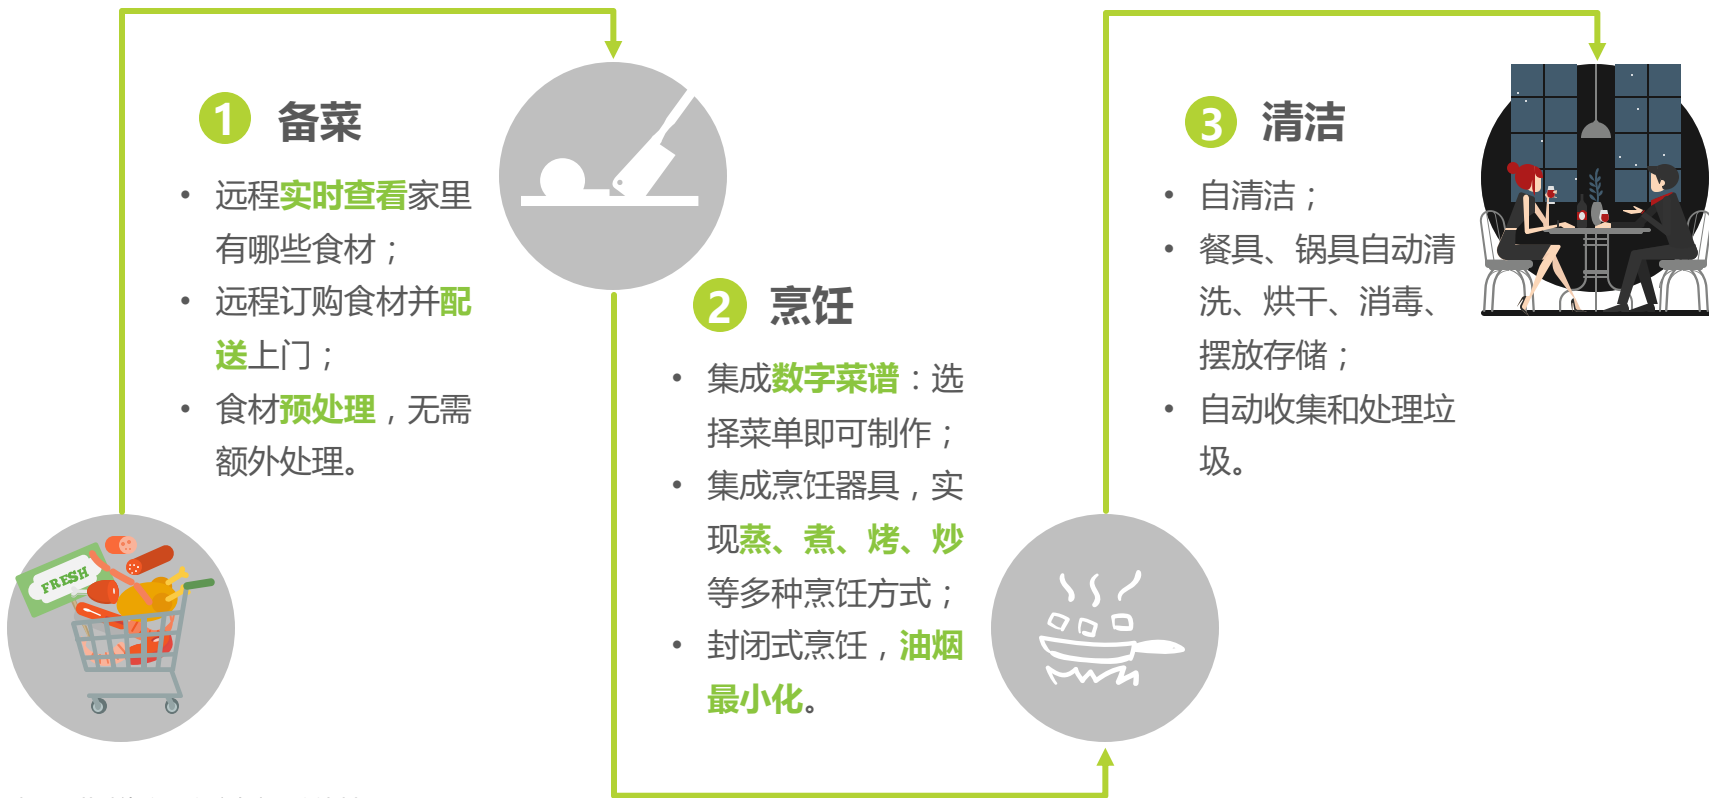 1 备菜
• 远程实时查看家里
有哪些食材；
• 远程订购食材并配
送上门；
• 食材预处理，无需
额外处理。
FRESH
2 烹饪
• 集成数字菜谱：选
择菜单即可制作；
• 集成烹饪器具，实
现蒸、煮、烤、炒
等多种烹饪方式；
• 封闭式烹饪，油烟
最小化。
3 清洁
• 自清洁；
• 餐具、锅具自动清
洗、烘干、消毒、
摆放存储；
• 自动收集和处理垃
圾。